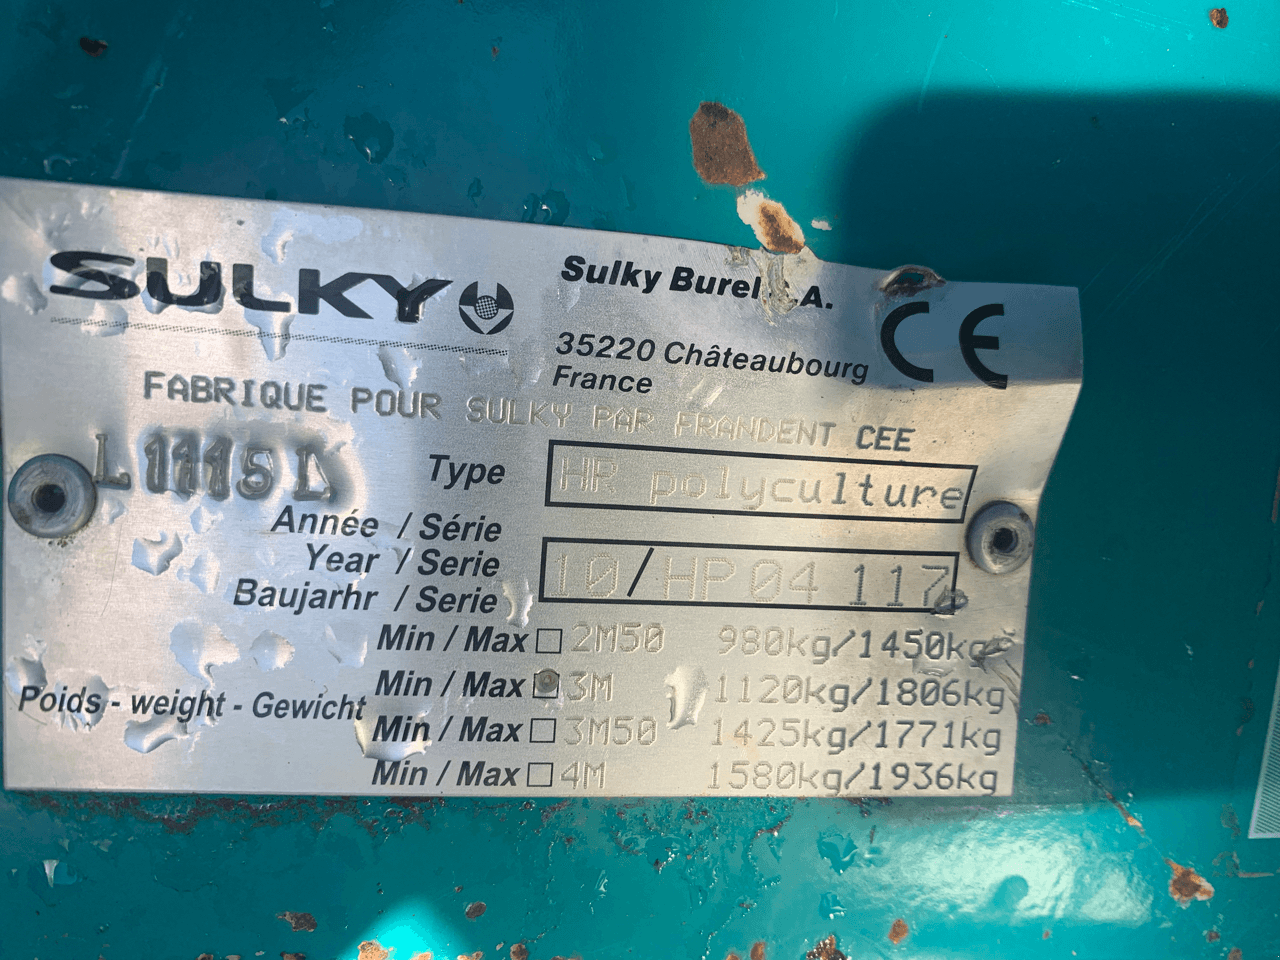 SULKY
Sulky Burel S.A.
35220 Châteaubourg
France
CE
FABRIQUE POUR SULKY PAR FRANDENT CEE
L1115D
Type HR polyculture
Année / Série
Year / Serie
Baujarhr / Serie
10/HP04 117
Poids - weight - Gewicht
Min / Max 2M50 980kg/1450kg
Min / Max 3M 1120kg/1806kg
Min / Max 3M50 1425kg/1771kg
Min / Max 4M 1580kg/1936kg